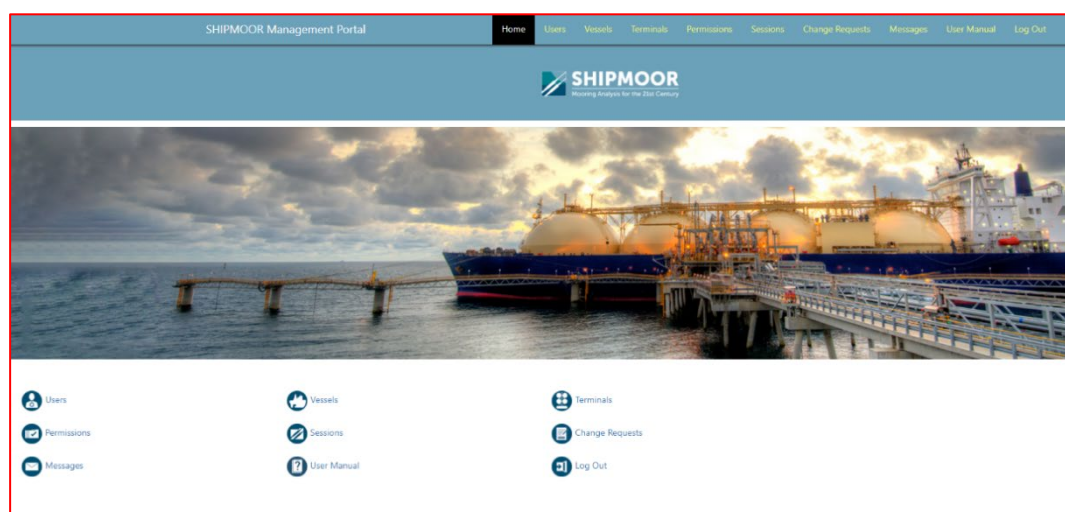 SHIPMOOR Management Portal Home Users Vessels Terminals Permissions Sessions Change Requests Messages User Manual Log Out
SHIPMOOR
Mooring Analysis for the 21st Century
Users Vessels Terminals
Permissions Sessions Change Requests
Messages User Manual Log Out